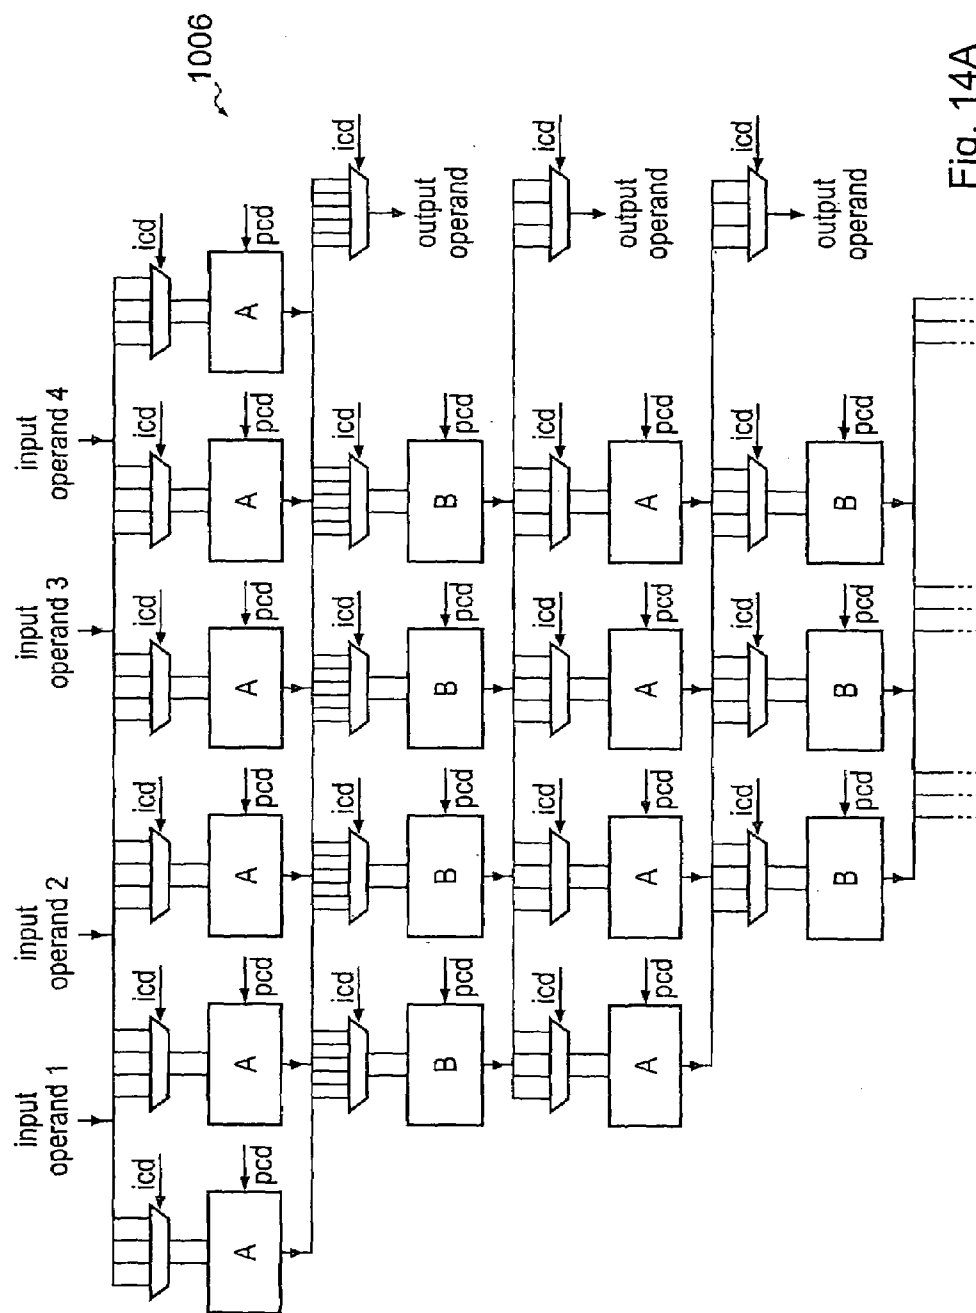 input
operand 1
input
operand 2
input
operand 3
input
operand 4
icd
icd
icd
icd
icd
icd
1006
A
pcd
A
pcd
A
pcd
A
pcd
A
pcd
A
pcd
icd
icd
icd
icd
icd
B
pcd
B
pcd
B
pcd
B
pcd
output
operand
icd
icd
icd
icd
icd
A
pcd
A
pcd
A
pcd
A
pcd
output
operand
icd
icd
icd
icd
B
pcd
B
pcd
B
pcd
output
operand
Fig. 14A